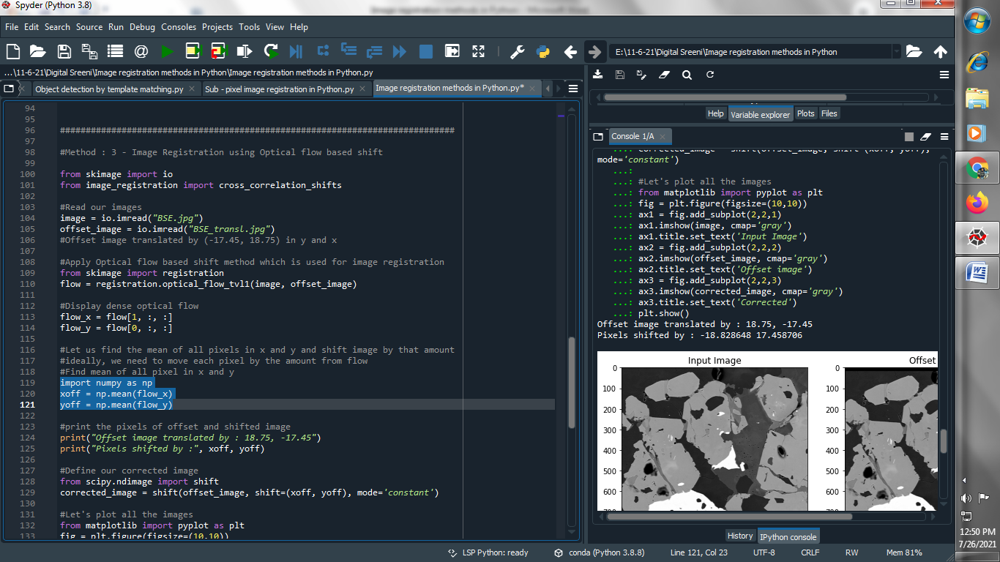 Spyder (Python 3.8)
File Edit Search Source Run Debug Consoles Projects Tools View Help
E:\11-6-21\Digital Sreeni\Image registration methods in Python
...\11-6-21\Digital Sreeni\Image registration methods in Python\Image registration methods in Python.py
Object detection by template matching.py Sub - pixel image registration in Python.py Image registration methods in Python.py*
94
95
96 #############################################################################
97
98 #Method : 3 - Image Registration using Optical flow based shift
99
100 from skimage import io
101 from image_registration import cross_correlation_shifts
102
103 #Read our images
104 image = io.imread("BSE.jpg")
105 offset_image = io.imread("BSE_transl.jpg")
106 #Offset image translated by (-17.45, 18.75) in y and x
107
108 #Apply Optical flow based shift method which is used for image registration
109 from skimage import registration
110 flow = registration.optical_flow_tvl1(image, offset_image)
111
112 #Display dense optical flow
113 flow_x = flow[1, :, :]
114 flow_y = flow[0, :, :]
115
116 #Let us find the mean of all pixels in x and y and shift image by that amount
117 #ideally, we need to move each pixel by the amount from flow
118 #Find mean of all pixel in x and y
119 import numpy as np
120 xoff = np.mean(flow_x)
121 yoff = np.mean(flow_y)
122
123 #print the pixels of offset and shifted image
124 print("Offset image translated by : 18.75, -17.45")
125 print("Pixels shifted by :", xoff, yoff)
126
127 #Define our corrected image
128 from scipy.ndimage import shift
129 corrected_image = shift(offset_image, shift=(xoff, yoff), mode='constant')
130
131 #Let's plot all the images
132 from matplotlib import pyplot as plt
133 fig = plt.figure(figsize=(10,10))
Help Variable explorer Plots Files
Console 1/A
...: corrected_image = shift(offset_image, shift=(xoff, yoff),
mode='constant')
...:
...: #Let's plot all the images
...: from matplotlib import pyplot as plt
...: fig = plt.figure(figsize=(10,10))
...: ax1 = fig.add_subplot(2,2,1)
...: ax1.imshow(image, cmap='gray')
...: ax1.title.set_text('Input Image')
...: ax2 = fig.add_subplot(2,2,2)
...: ax2.imshow(offset_image, cmap='gray')
...: ax2.title.set_text('Offset image')
...: ax3 = fig.add_subplot(2,2,3)
...: ax3.imshow(corrected_image, cmap='gray')
...: ax3.title.set_text('Corrected')
...: plt.show()
Offset image translated by : 18.75, -17.45
Pixels shifted by : -18.828648 17.458706
Input Image Offset
0 0
100 100
200 200
300 300
400 400
500 500
600 600
700 700
History IPython console
LSP Python: ready conda (Python 3.8.8) Line 121, Col 23 UTF-8 CRLF RW Mem 81%
12:50 PM
7/26/2021